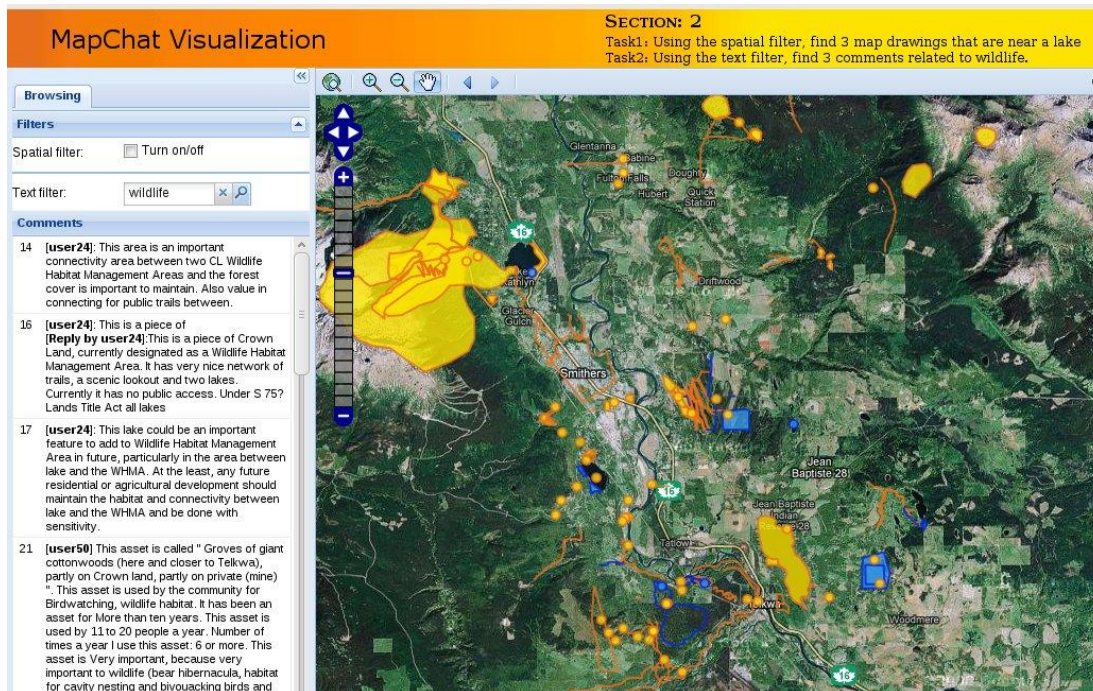 MapChat Visualization
SECTION: 2
Task1: Using the spatial filter, find 3 map drawings that are near a lake
Task2: Using the text filter, find 3 comments related to wildlife.
Browsing
Filters
Spatial filter:
Turn on/off
Text filter:
wildlife
Comments
14 [user24]: This area is an important
connectivity area between two CL Wildlife
Habitat Management Areas and the forest
cover is important to maintain. Also value in
connecting for public trails between.
16 [user24]: This is a piece of
[Reply by user24]:This is a piece of Crown
Land, currently designated as a Wildlife Habitat
Management Area. It has very nice network of
trails, a scenic lookout and two lakes.
Currently it has no public access. Under S 75?
Lands Title Act all lakes
17 [user24]: This lake could be an important
feature to add to Wildlife Habitat Management
Area in future, particularly in the area between
lake and the WHMA. At the least, any future
residential or agricultural development should
maintain the habitat and connectivity between
lake and the WHMA and be done with
sensitivity.
21 [user50] This asset is called " Groves of giant
cottonwoods (here and closer to Telkwa),
partly on Crown land, partly on private (mine)
". This asset is used by the community for
Birdwatching, wildlife habitat. It has been an
asset for More than ten years. This asset is
used by 11 to 20 people a year. Number of
times a year I use this asset: 6 or more. This
asset is Very important, because very
important to wildlife (bear hibernacula, habitat
for cavity nesting and bivouacking birds and
Glentanna
Babine
Fulton Falls
Doughty
Hubert
Quick
Station
16
Kathlyn
Driftwood
Glacier
Gulch
Smithers
Jean
Baptiste 28
16
Jean Baptiste
Indian
28
Tatlow
Telkwa
Woodmere
16